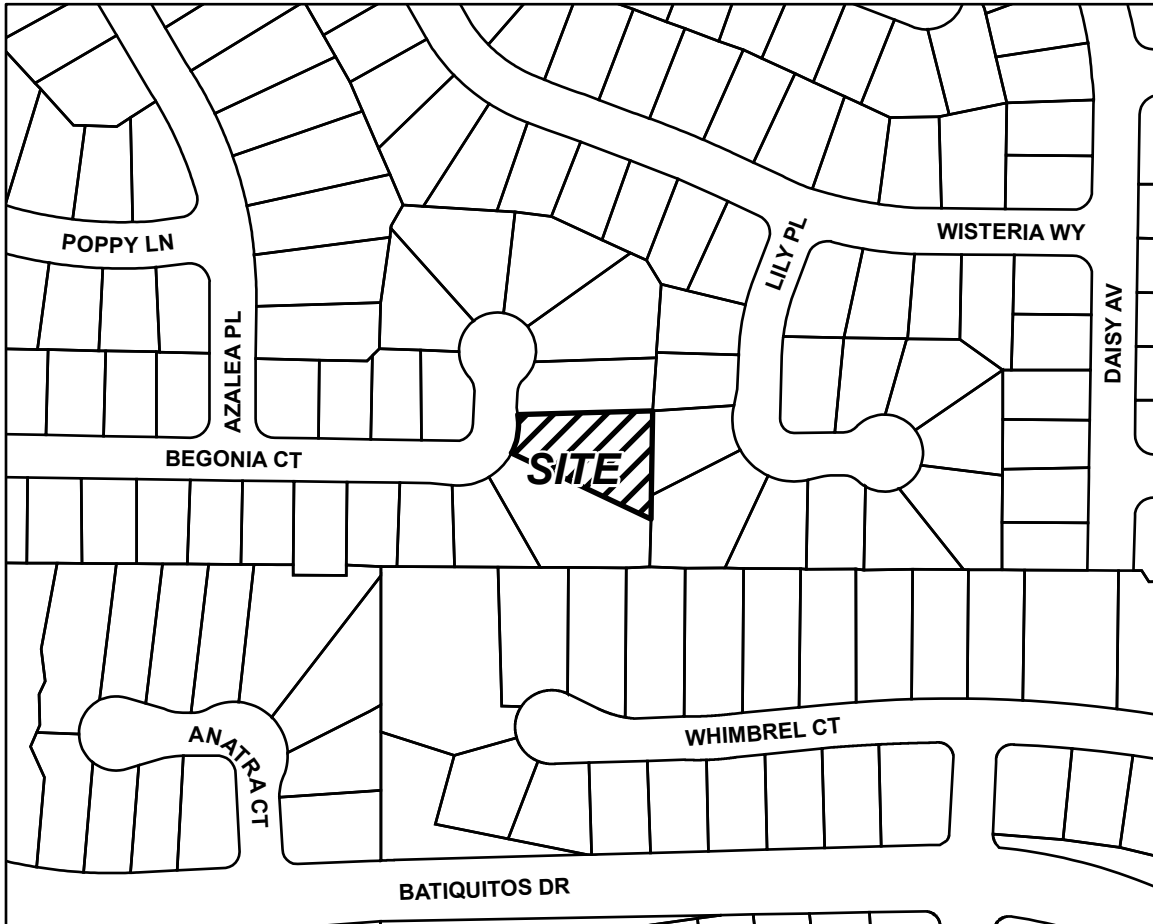 POPPY LN
WISTERIA WY
LILY PL
AZALEA PL
DAISY AV
BEGONIA CT
SITE
ANATRA CT
WHIMBREL CT
BATIQUITOS DR